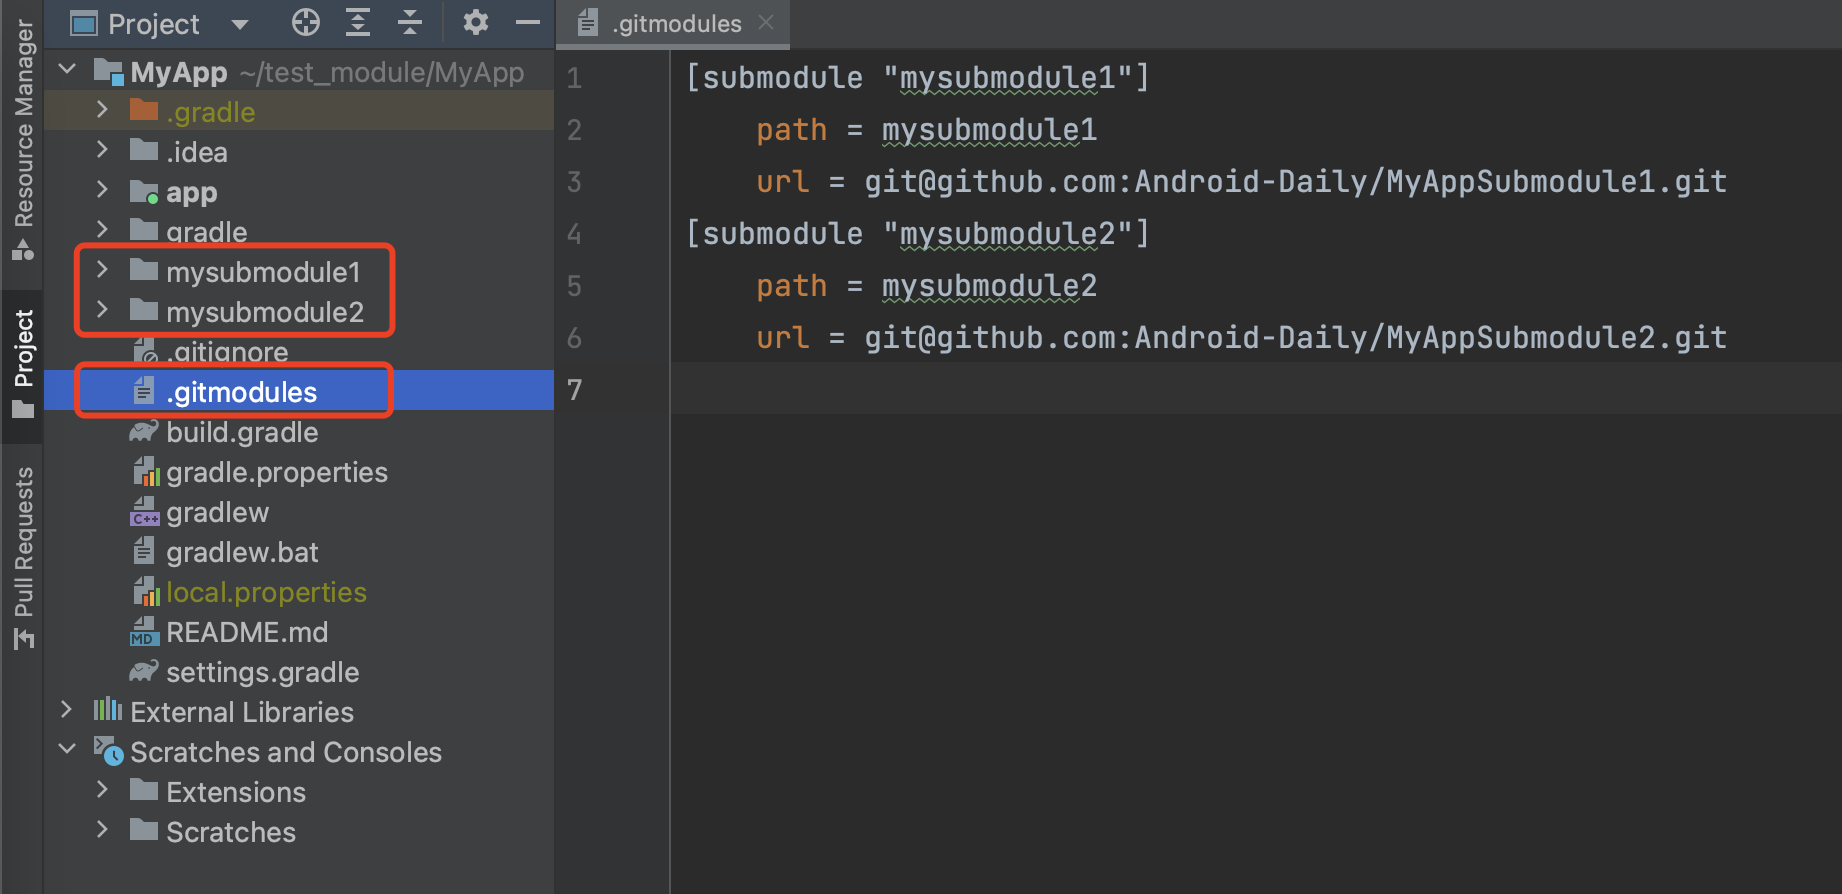 Resource Manager
Project
Pull Requests
Project
MyApp ~/test_module/MyApp
.gradle
.idea
app
gradle
mysubmodule1
mysubmodule2
.gitignore
.gitmodules
build.gradle
gradle.properties
C++ gradlew
gradlew.bat
local.properties
MD README.md
settings.gradle
External Libraries
Scratches and Consoles
Extensions
Scratches
.gitmodules
1 [submodule "mysubmodule1"]
2 path = mysubmodule1
3 url = git@github.com:Android-Daily/MyAppSubmodule1.git
4 [submodule "mysubmodule2"]
5 path = mysubmodule2
6 url = git@github.com:Android-Daily/MyAppSubmodule2.git
7